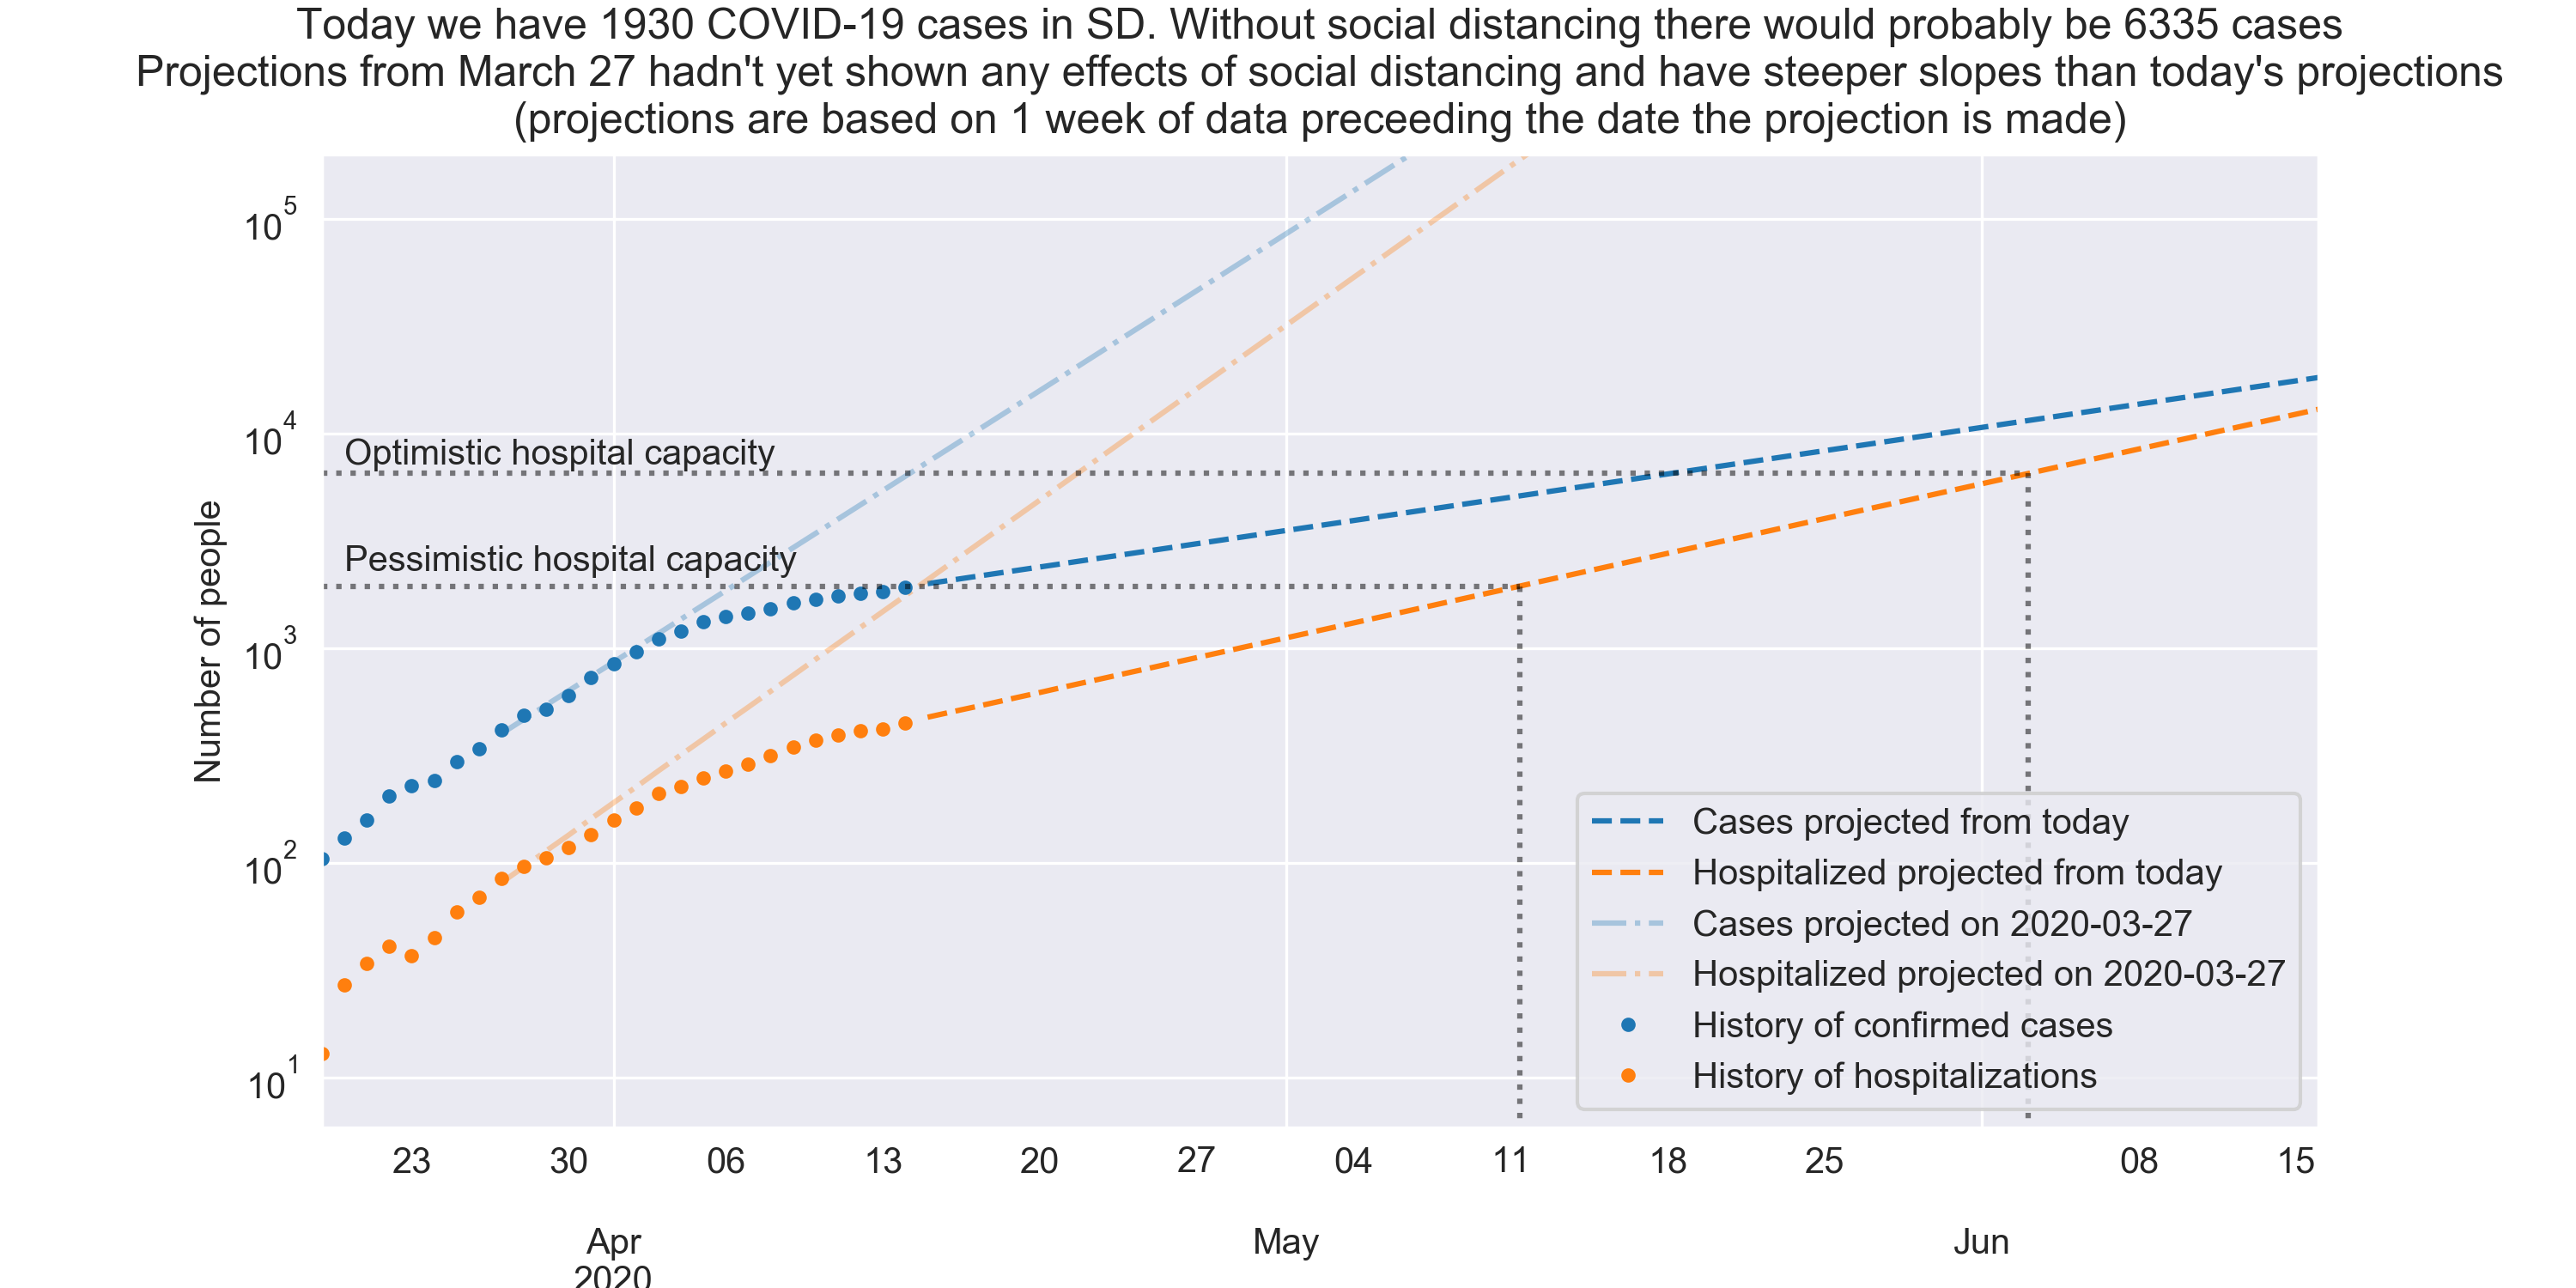 Today we have 1930 COVID-19 cases in SD. Without social distancing there would probably be 6335 cases
Projections from March 27 hadn't yet shown any effects of social distancing and have steeper slopes than today's projections
(projections are based on 1 week of data preceeding the date the projection is made)
10^5
10^4
Optimistic hospital capacity
Pessimistic hospital capacity
Number of people
10^3
10^2
10^1
Cases projected from today
Hospitalized projected from today
Cases projected on 2020-03-27
Hospitalized projected on 2020-03-27
History of confirmed cases
History of hospitalizations
23 30 06 13 20 27 04 11 18 25 08 15
Apr May Jun
2020